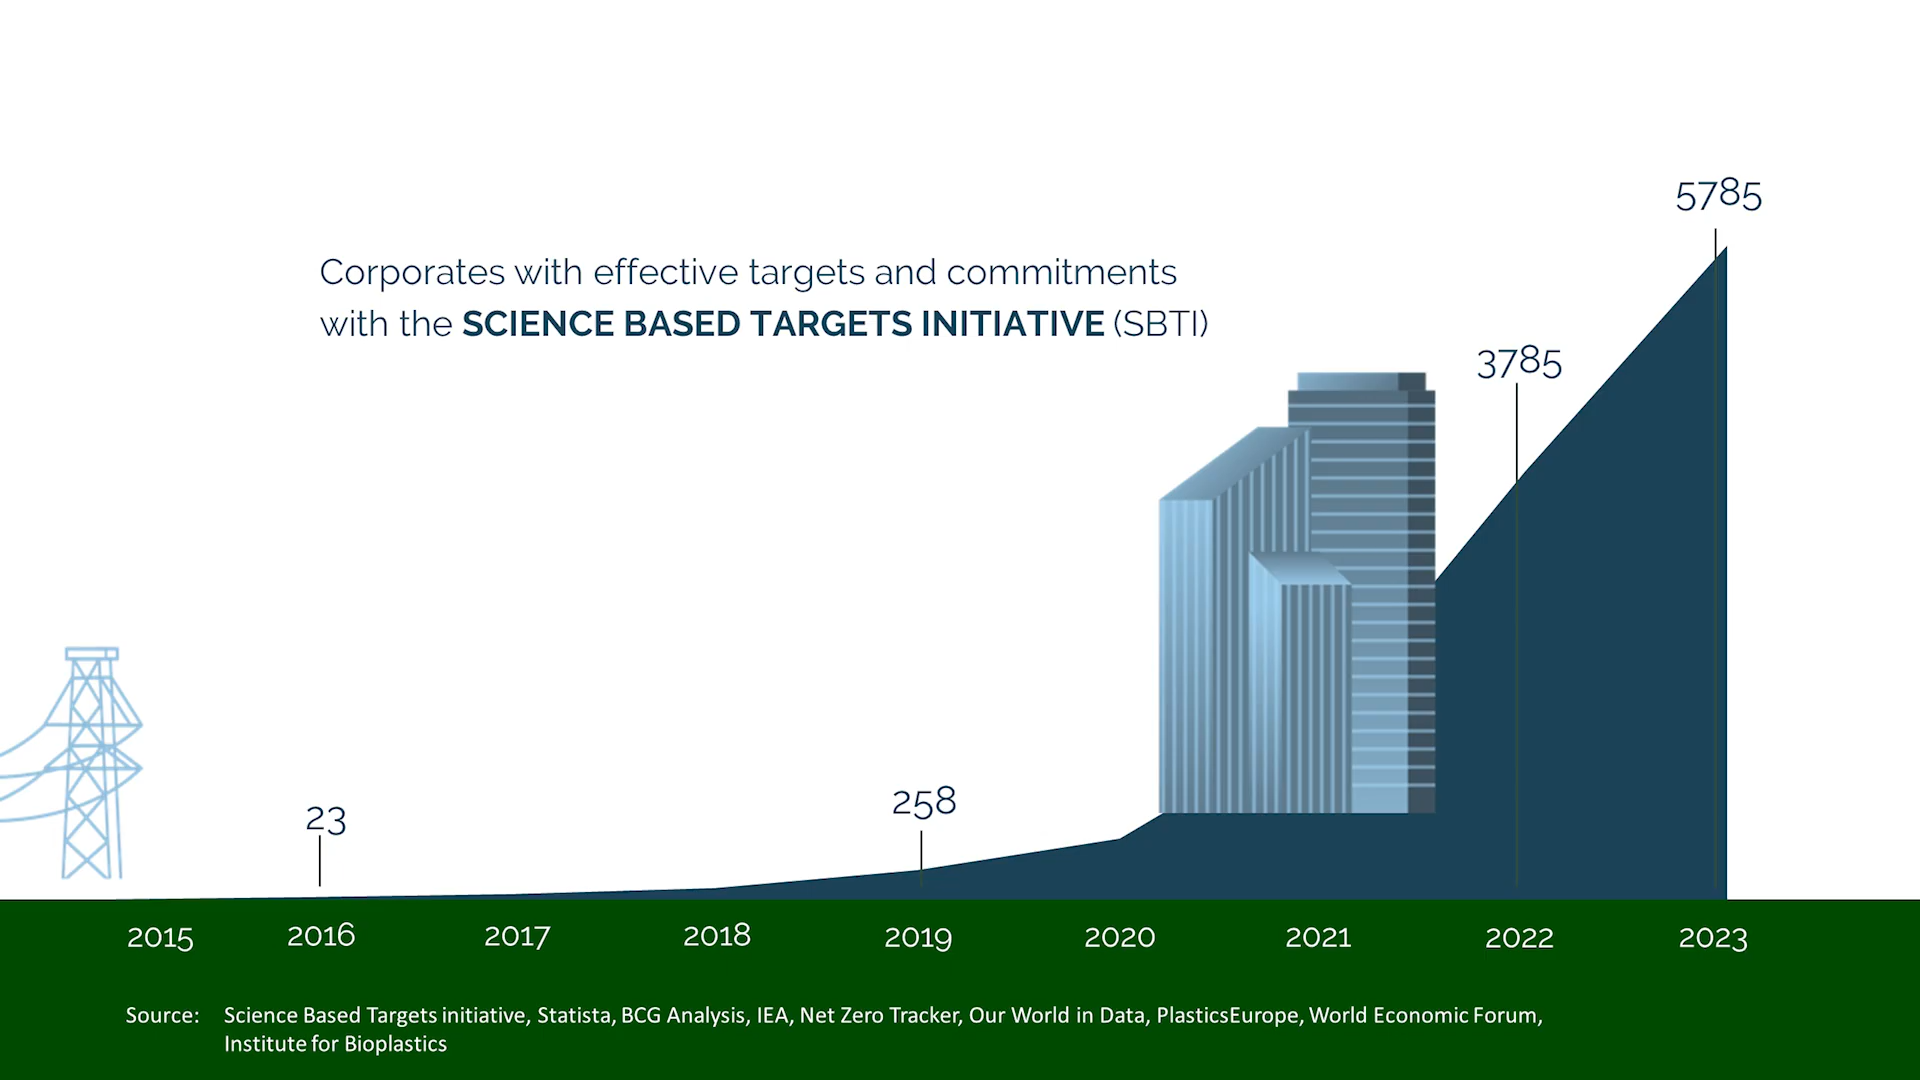 5785
Corporates with effective targets and commitments
with the SCIENCE BASED TARGETS INITIATIVE (SBTI)
3785
258
23
2015 2016 2017 2018 2019 2020 2021 2022 2023
Source: Science Based Targets initiative, Statista, BCG Analysis, IEA, Net Zero Tracker, Our World in Data, PlasticsEurope, World Economic Forum,
Institute for Bioplastics